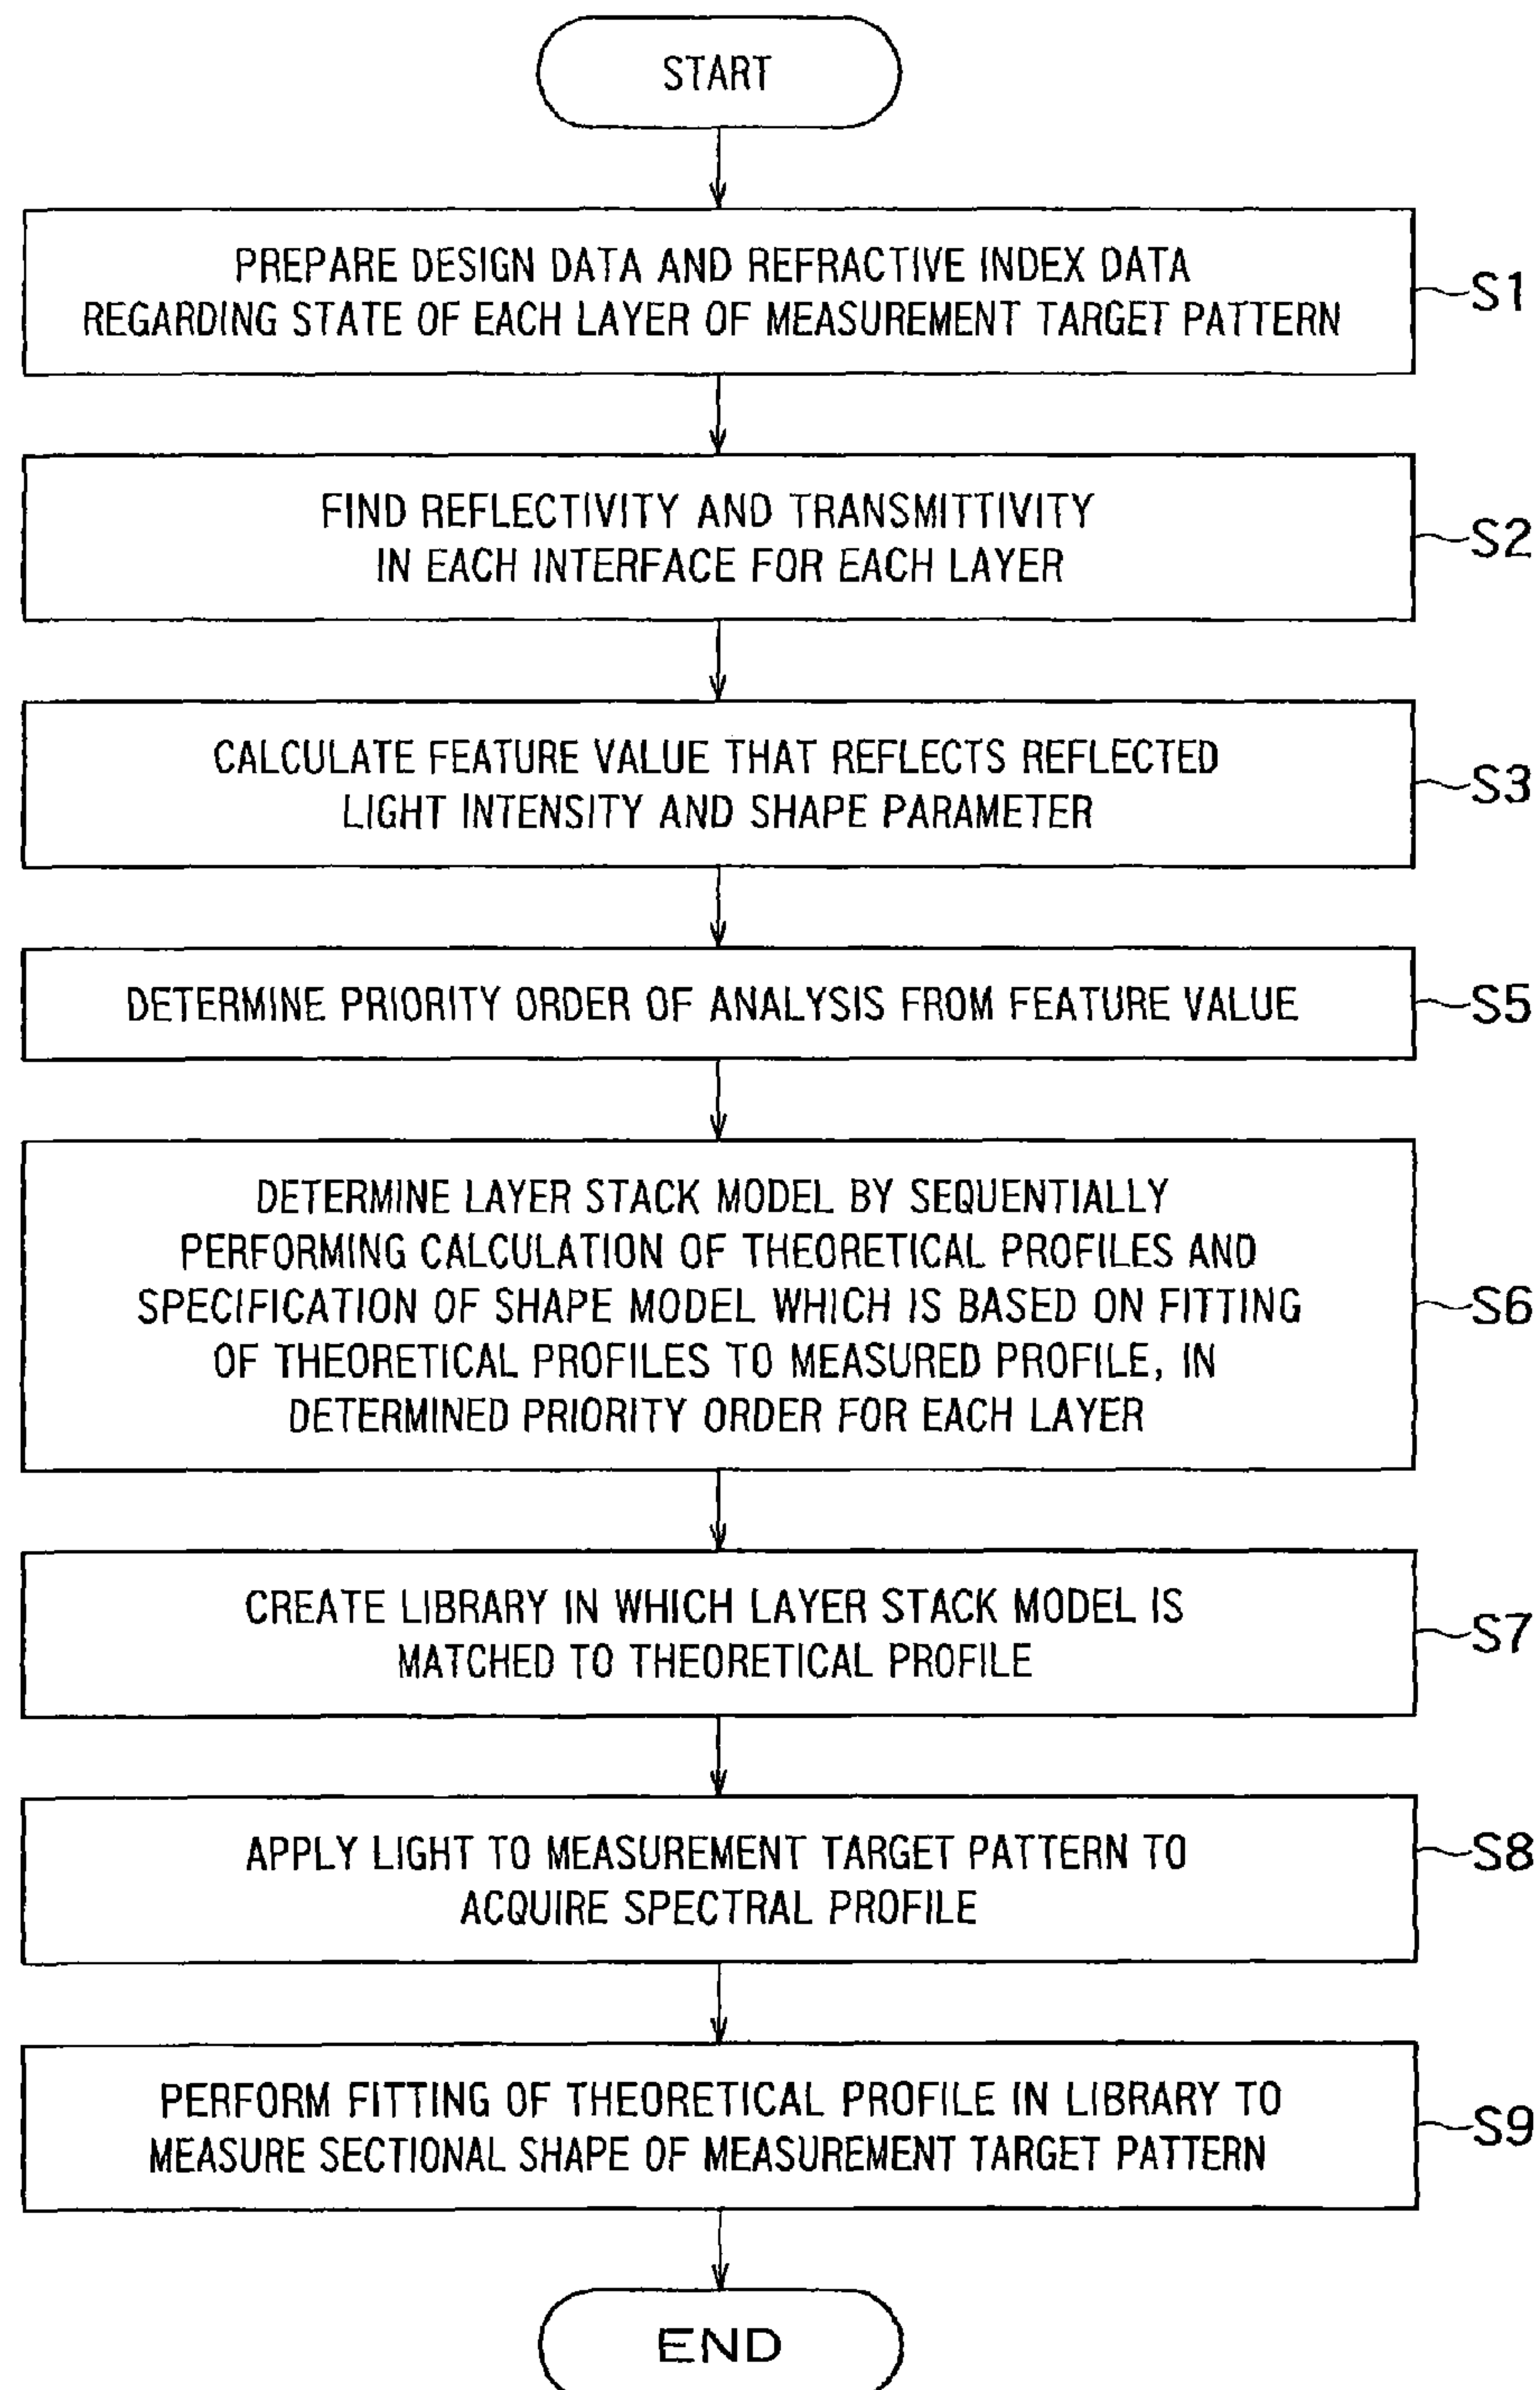 START
PREPARE DESIGN DATA AND REFRACTIVE INDEX DATA
REGARDING STATE OF EACH LAYER OF MEASUREMENT TARGET PATTERN
S1
FIND REFLECTIVITY AND TRANSMITTIVITY
IN EACH INTERFACE FOR EACH LAYER
S2
CALCULATE FEATURE VALUE THAT REFLECTS REFLECTED
LIGHT INTENSITY AND SHAPE PARAMETER
S3
DETERMINE PRIORITY ORDER OF ANALYSIS FROM FEATURE VALUE
S5
DETERMINE LAYER STACK MODEL BY SEQUENTIALLY
PERFORMING CALCULATION OF THEORETICAL PROFILES AND
SPECIFICATION OF SHAPE MODEL WHICH IS BASED ON FITTING
OF THEORETICAL PROFILES TO MEASURED PROFILE, IN
DETERMINED PRIORITY ORDER FOR EACH LAYER
S6
CREATE LIBRARY IN WHICH LAYER STACK MODEL IS
MATCHED TO THEORETICAL PROFILE
S7
APPLY LIGHT TO MEASUREMENT TARGET PATTERN TO
ACQUIRE SPECTRAL PROFILE
S8
PERFORM FITTING OF THEORETICAL PROFILE IN LIBRARY TO
MEASURE SECTIONAL SHAPE OF MEASUREMENT TARGET PATTERN
S9
END